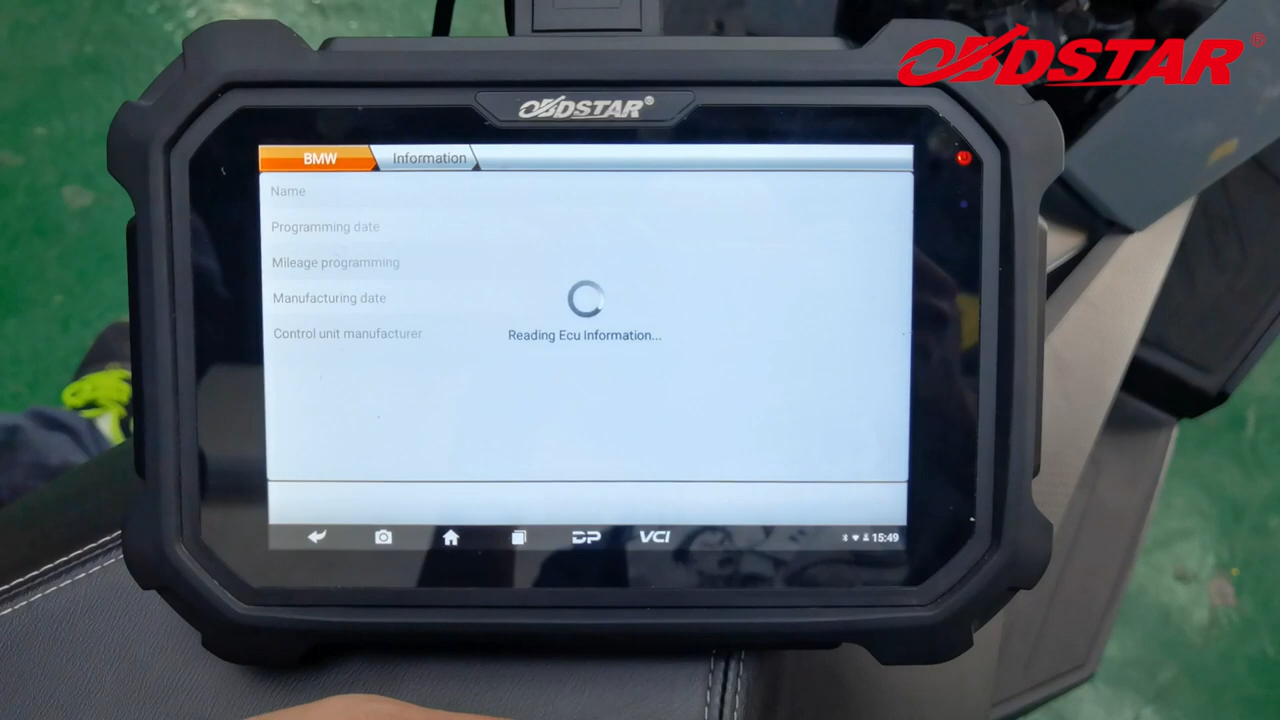 OBDSTAR®
OBDSTAR®
BMW Information
Name
Programming date
Mileage programming
Manufacturing date
Control unit manufacturer
Reading Ecu Information...
DP VCI 15:49